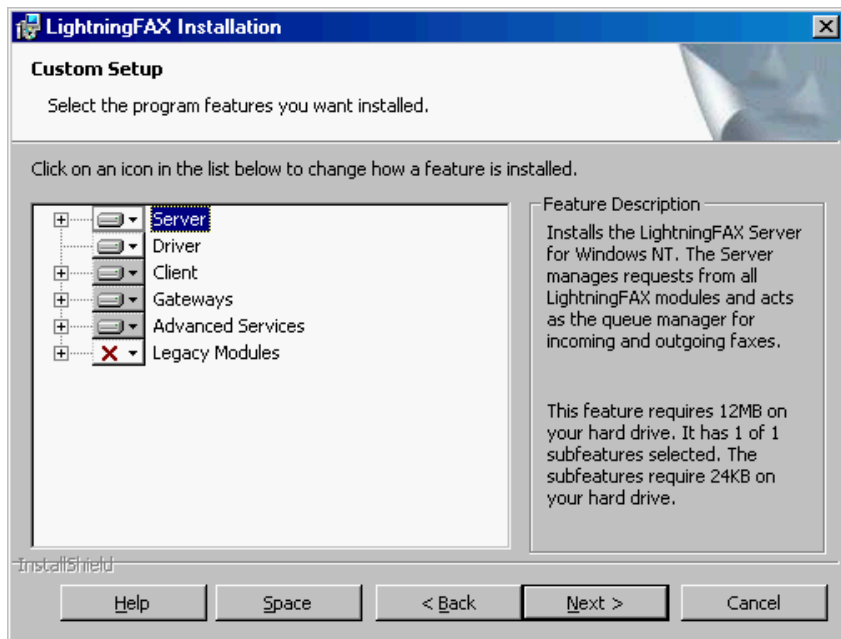 LightningFAX Installation
Custom Setup
Select the program features you want installed.
Click on an icon in the list below to change how a feature is installed.
Server
Driver
Client
Gateways
Advanced Services
Legacy Modules
Feature Description
Installs the LightningFAX Server
for Windows NT. The Server
manages requests from all
LightningFAX modules and acts
as the queue manager for
incoming and outgoing faxes.
This feature requires 12MB on
your hard drive. It has 1 of 1
subfeatures selected. The
subfeatures require 24KB on
your hard drive.
InstallShield
Help Space < Back Next > Cancel